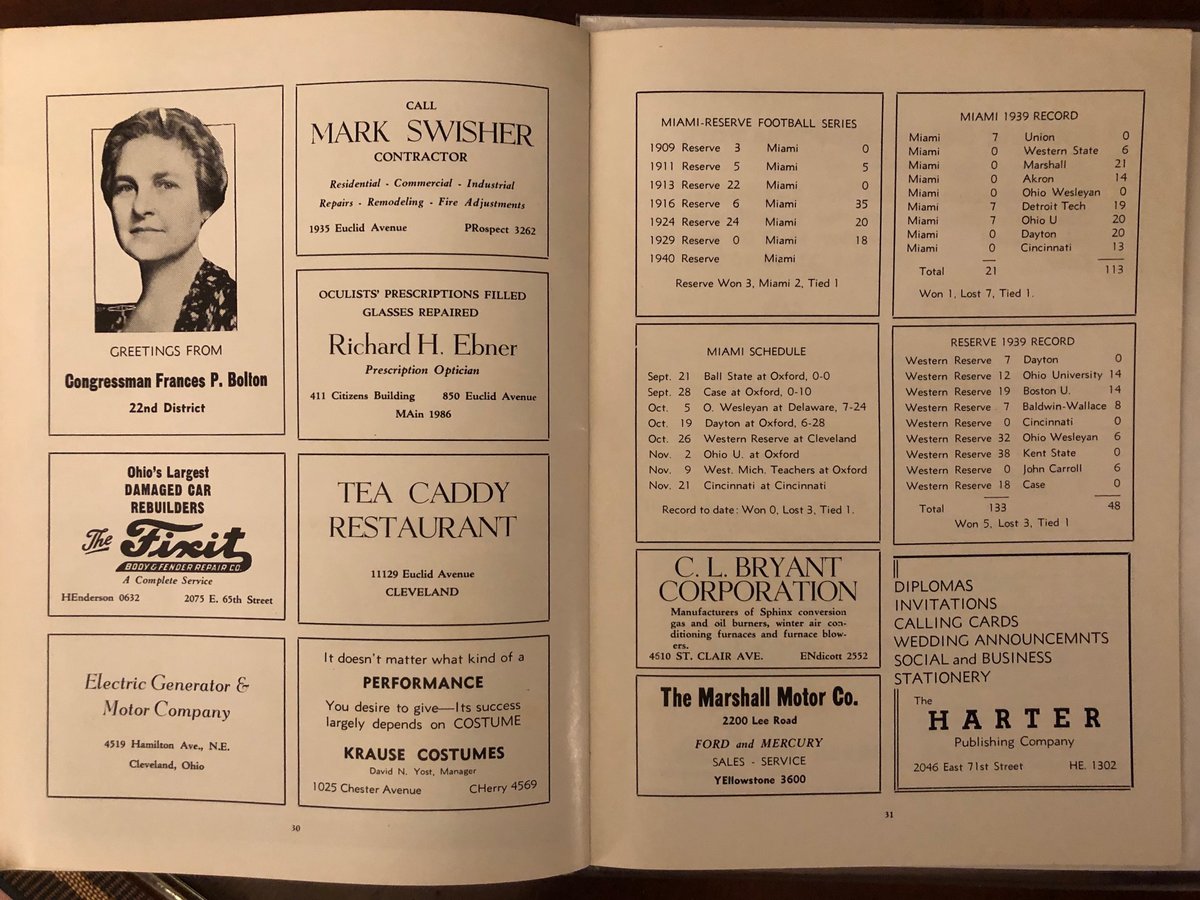 GREETINGS FROM
Congressman Frances P. Bolton
22nd District
CALL
MARK SWISHER
CONTRACTOR
Residential - Commercial - Industrial
Repairs - Remodeling - Fire Adjustments
1935 Euclid Avenue PRospect 3262
OCULISTS' PRESCRIPTIONS FILLED
GLASSES REPAIRED
Richard H. Ebner
Prescription Optician
411 Citizens Building 850 Euclid Avenue
MAin 1986
Ohio's Largest
DAMAGED CAR
REBUILDERS
The Fixit
BODY & FENDER REPAIR CO.
A Complete Service
HEnderson 0632 2075 E. 65th Street
TEA CADDY
RESTAURANT
11129 Euclid Avenue
CLEVELAND
Electric Generator &
Motor Company
4519 Hamilton Ave., N.E.
Cleveland, Ohio
It doesn't matter what kind of a
PERFORMANCE
You desire to give—Its success
largely depends on COSTUME
KRAUSE COSTUMES
David N. Yost, Manager
1025 Chester Avenue CHerry 4569
30
MIAMI-RESERVE FOOTBALL SERIES
1909 Reserve 3 Miami 0
1911 Reserve 5 Miami 5
1913 Reserve 22 Miami 0
1916 Reserve 6 Miami 35
1924 Reserve 24 Miami 20
1929 Reserve 0 Miami 18
1940 Reserve Miami
Reserve Won 3, Miami 2, Tied 1
MIAMI 1939 RECORD
Miami 7 Union 0
Miami 0 Western State 6
Miami 0 Marshall 21
Miami 0 Akron 14
Miami 0 Ohio Wesleyan 0
Miami 7 Detroit Tech 19
Miami 7 Ohio U 20
Miami 0 Dayton 20
Miami 0 Cincinnati 13
Total 21 113
Won 1, Lost 7, Tied 1.
MIAMI SCHEDULE
Sept. 21 Ball State at Oxford, 0-0
Sept. 28 Case at Oxford, 0-10
Oct. 5 O. Wesleyan at Delaware, 7-24
Oct. 19 Dayton at Oxford, 6-28
Oct. 26 Western Reserve at Cleveland
Nov. 2 Ohio U. at Oxford
Nov. 9 West. Mich. Teachers at Oxford
Nov. 21 Cincinnati at Cincinnati
Record to date: Won 0, Lost 3, Tied 1.
RESERVE 1939 RECORD
Western Reserve 7 Dayton 0
Western Reserve 12 Ohio University 14
Western Reserve 19 Boston U. 14
Western Reserve 7 Baldwin-Wallace 8
Western Reserve 0 Cincinnati 0
Western Reserve 32 Ohio Wesleyan 6
Western Reserve 38 Kent State 0
Western Reserve 0 John Carroll 6
Western Reserve 18 Case 0
Total 133 48
Won 5, Lost 3, Tied 1
C. L. BRYANT
CORPORATION
Manufacturers of Sphinx conversion
gas and oil burners, winter air con-
ditioning furnaces and furnace blow-
ers.
4610 ST. CLAIR AVE. ENdicott 2552
The Marshall Motor Co.
2200 Lee Road
FORD and MERCURY
SALES - SERVICE
YEllowstone 3600
DIPLOMAS
INVITATIONS
CALLING CARDS
WEDDING ANNOUNCEMNTS
SOCIAL and BUSINESS
STATIONERY
The
HARTER
Publishing Company
2046 East 71st Street HE. 1302
31